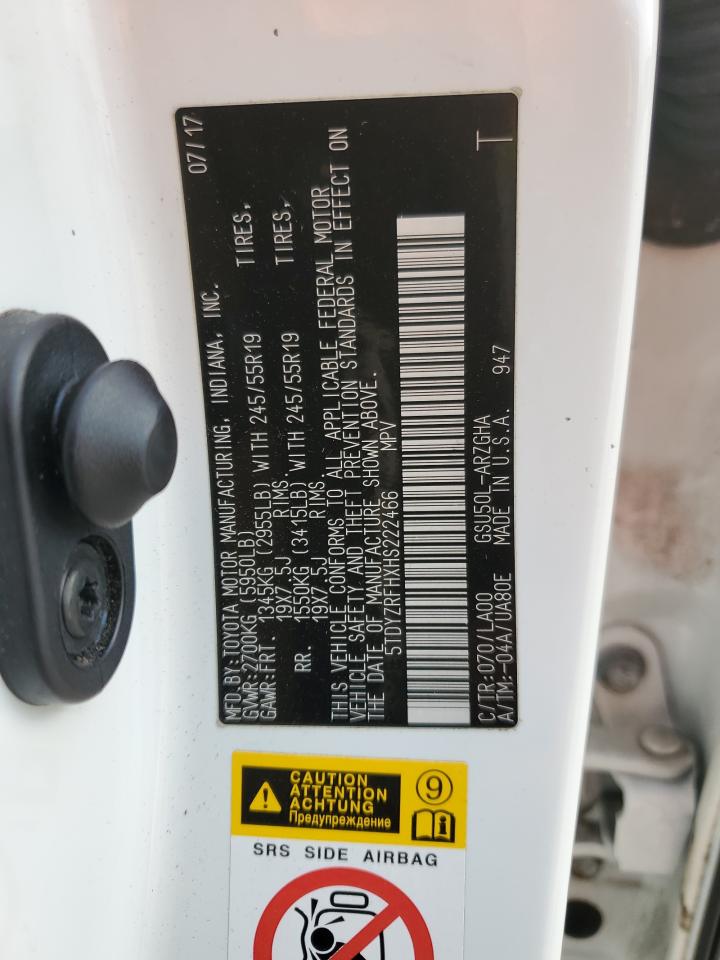 MFD.BY:TOYOTA MOTOR MANUFACTURING, INDIANA, INC. 07/17
GVWR:2700KG(5950LB)
GAWR:FRT. 1345KG(2955LB)WITH 245/55R19 TIRES,
19X7.5J RIMS,
RR. 1550KG(3415LB)WITH 245/55R19 TIRES,
19X7.5J RIMS
THIS VEHICLE CONFORMS TO ALL APPLICABLE FEDERAL MOTOR
VEHICLE SAFETY,AND THEFT PREVENTION STANDARDS IN EFFECT ON
THE DATE OF MANUFACTURE SHOWN ABOVE.
5TDYZRFHXHS222466 MPV
C/TR:070/LA00 GSU50L-ARZGHA T
A/TM:-04A/UA80E MADE IN U.S.A. 947
CAUTION
ATTENTION
ACHTUNG
Предупреждение
9
SRS SIDE AIRBAG